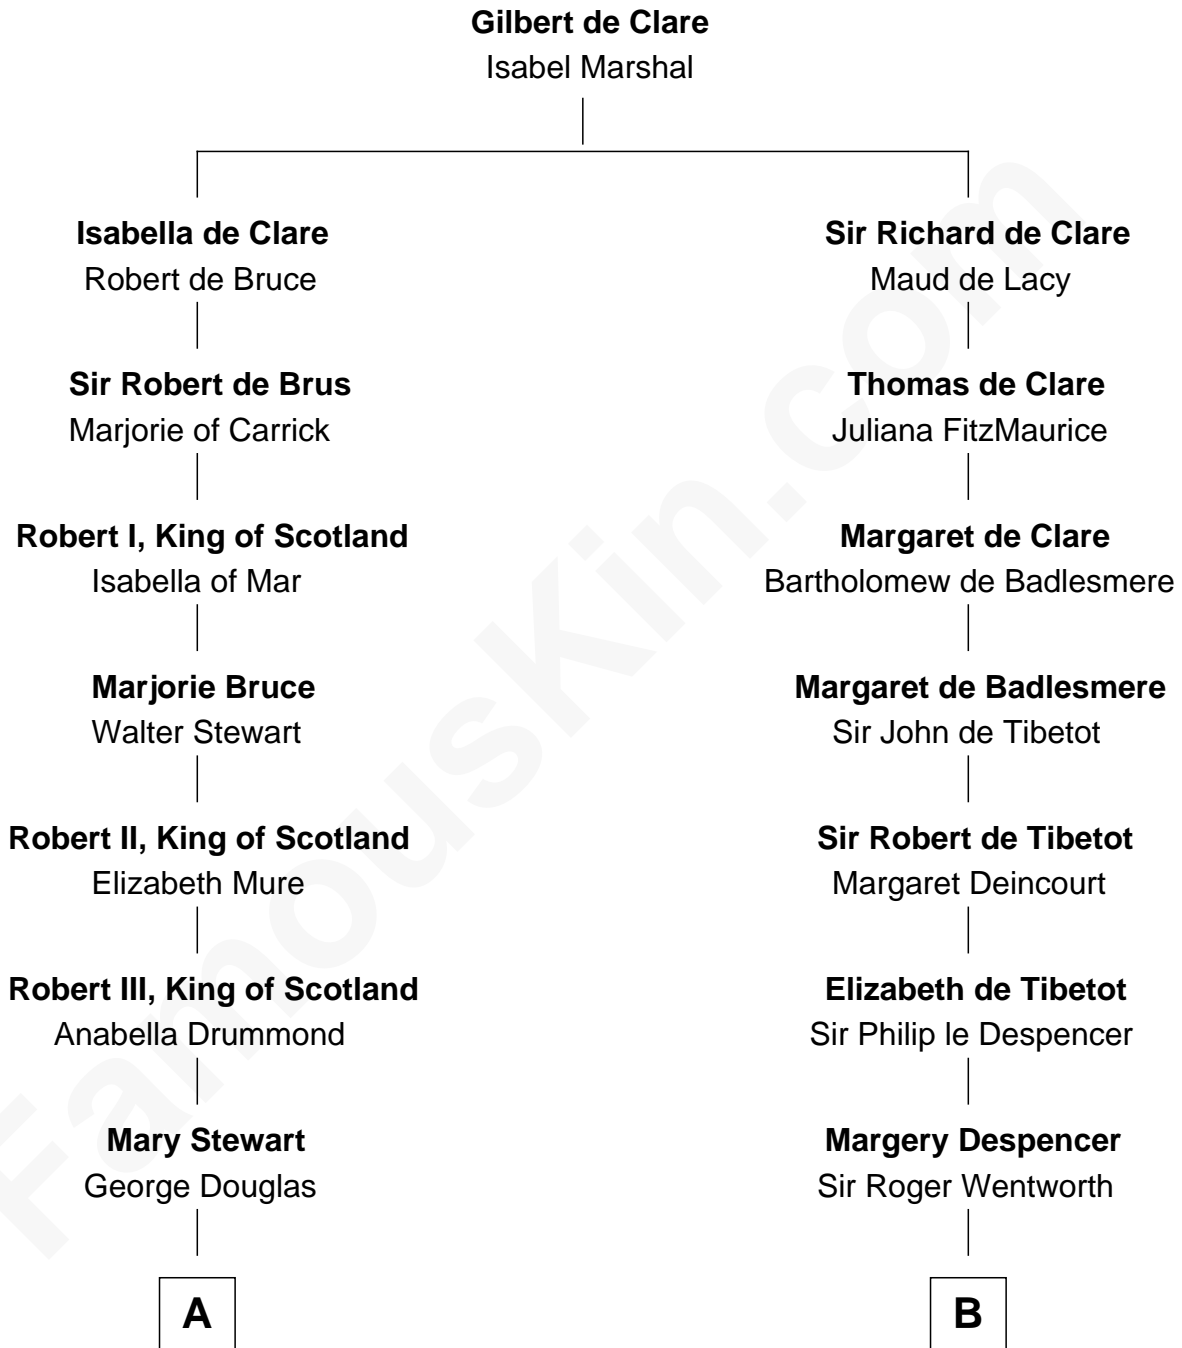 Gilbert de Clare
Isabel Marshal
Isabella de Clare
Robert de Bruce
Sir Robert de Brus
Marjorie of Carrick
Robert I, King of Scotland
Isabella of Mar
Marjorie Bruce
Walter Stewart
Robert II, King of Scotland
Elizabeth Mure
Robert III, King of Scotland
Anabella Drummond
Mary Stewart
George Douglas
A
Sir Richard de Clare
Maud de Lacy
Thomas de Clare
Juliana FitzMaurice
Margaret de Clare
Bartholomew de Badlesmere
Margaret de Badlesmere
Sir John de Tibetot
Sir Robert de Tibetot
Margaret Deincourt
Elizabeth de Tibetot
Sir Philip le Despencer
Margery Despencer
Sir Roger Wentworth
B
FamousKin.com